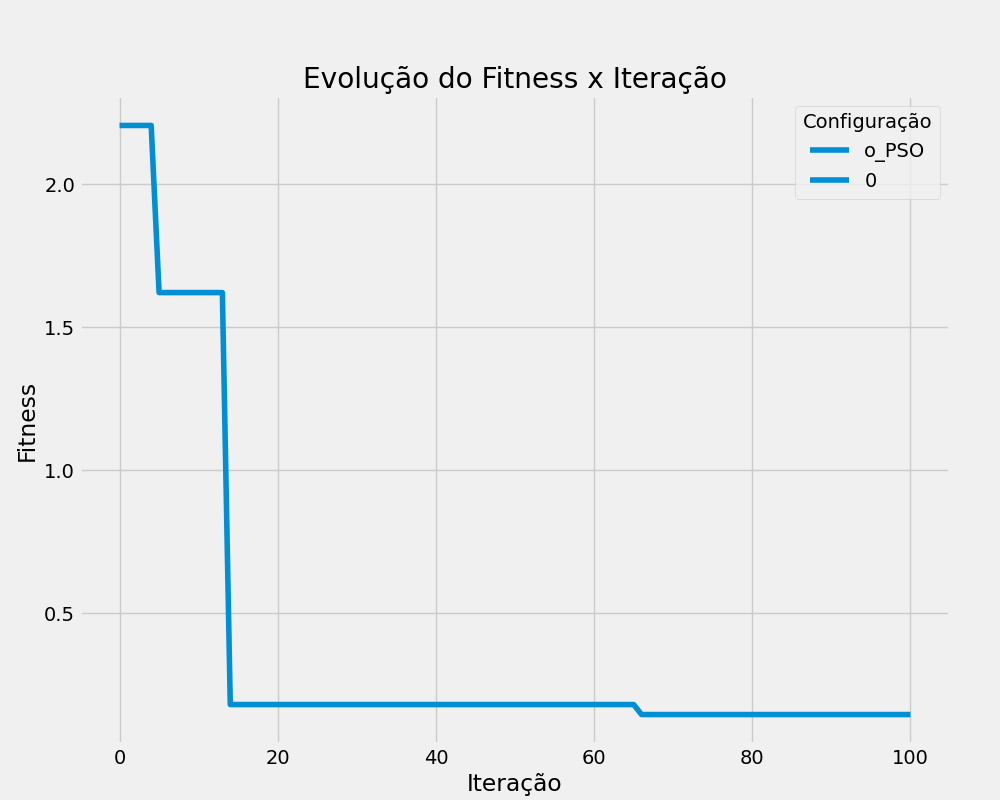 Evolução do Fitness x Iteração
Configuração
o_PSO
0
Fitness
2.0
1.5
1.0
0.5
0 20 40 60 80 100
Iteração